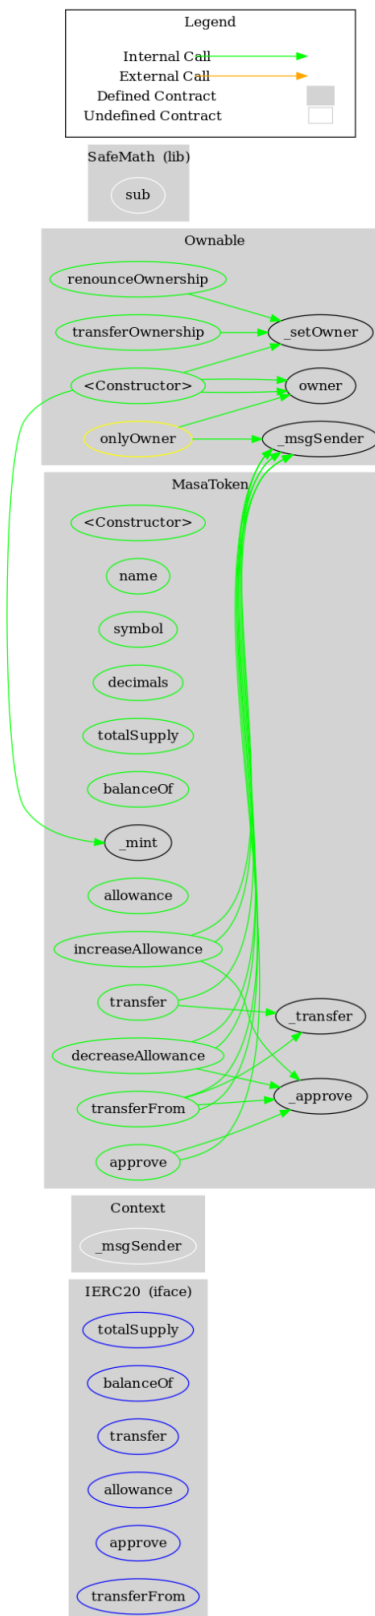 Legend
Internal Call
External Call
Defined Contract
Undefined Contract
SafeMath (lib)
sub
Ownable
renounceOwnership
transferOwnership
_setOwner
<Constructor>
owner
onlyOwner
_msgSender
MasaToken
<Constructor>
name
symbol
decimals
totalSupply
balanceOf
_mint
allowance
increaseAllowance
transfer
_transfer
decreaseAllowance
transferFrom
_approve
approve
Context
_msgSender
IERC20 (iface)
totalSupply
balanceOf
transfer
allowance
approve
transferFrom